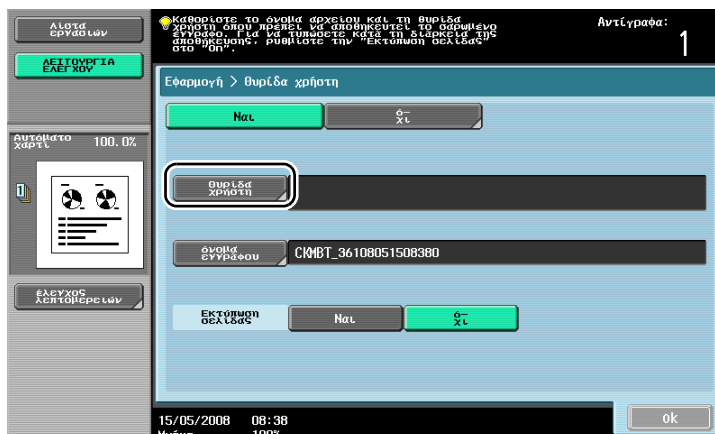 Λίστα
εργασιών
Καθορίστε το όνομα αρχείου και τη θυρίδα
χρήστη όπου πρέπει να αποθηκευτεί το σαρωμένο
έγγραφο. Για να τυπώσετε κατά τη διάρκεια της
αποθήκευσης, ρυθμίστε την "Εκτύπωση σελίδας"
στο "On".
Αντίγραφα:
1
ΛΕΙΤΟΥΡΓΙΑ
ΕΛΕΓΧΟΥ
Εφαρμογή > Θυρίδα χρήστη
Ναι
ό-
χι
Αυτόματο
χαρτί
100.0%
1
Θυρίδα
χρήστη
όνομα
εγγράφου
CKMBT_36108051508380
έλεγχος
λεπτομερειών
Εκτύπωση
σελίδας
Ναι
ό-
χι
15/05/2008 08:38
ok